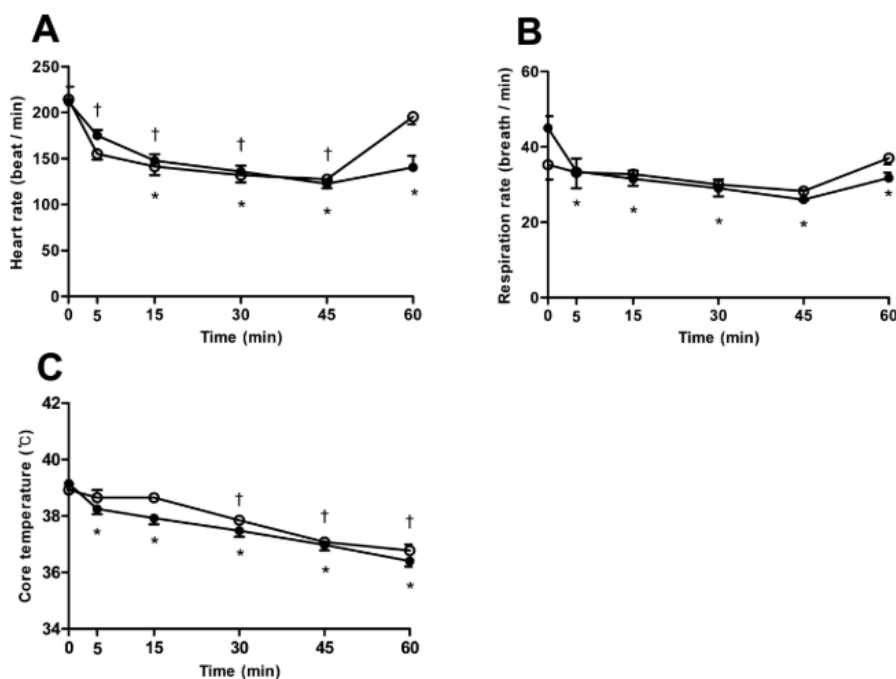 A
Heart rate (beat / min)
250
200
150
100
50
0
† † † †
* * * *
0 5 15 30 45 60
Time (min)
B
Respiration rate (breath / min)
60
40
20
0
* * * * *
0 5 15 30 45 60
Time (min)
C
Core temperature (℃)
42
40
38
36
34
† † †
* * * * *
0 5 15 30 45 60
Time (min)